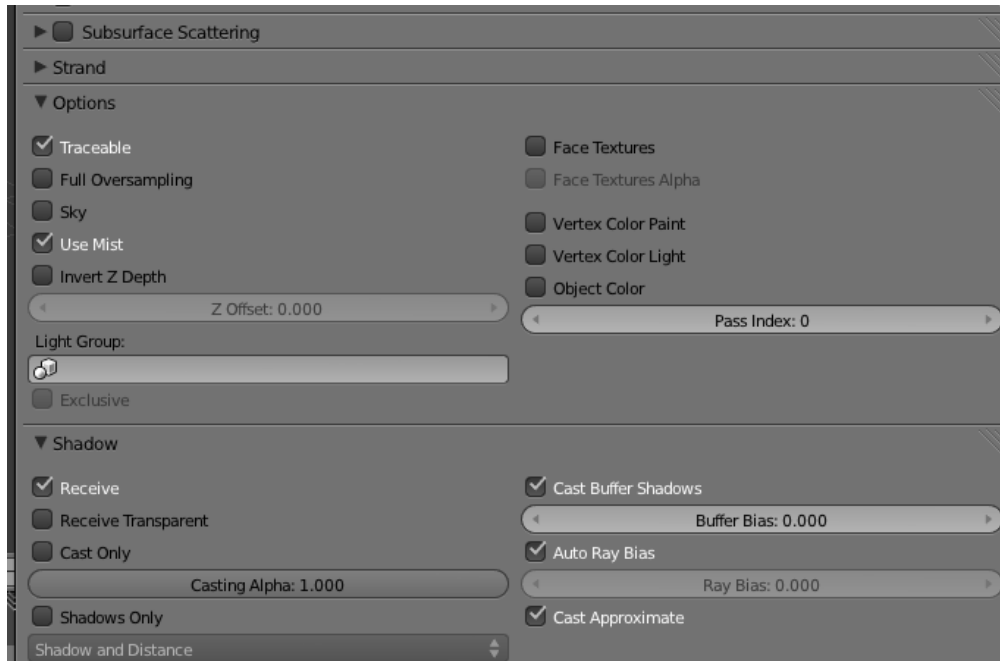 Subsurface Scattering
Strand
Options
Traceable
Full Oversampling
Sky
Use Mist
Invert Z Depth
Z Offset: 0.000
Light Group:
Exclusive
Face Textures
Face Textures Alpha
Vertex Color Paint
Vertex Color Light
Object Color
Pass Index: 0
Shadow
Receive
Receive Transparent
Cast Only
Casting Alpha: 1.000
Shadows Only
Shadow and Distance
Cast Buffer Shadows
Buffer Bias: 0.000
Auto Ray Bias
Ray Bias: 0.000
Cast Approximate